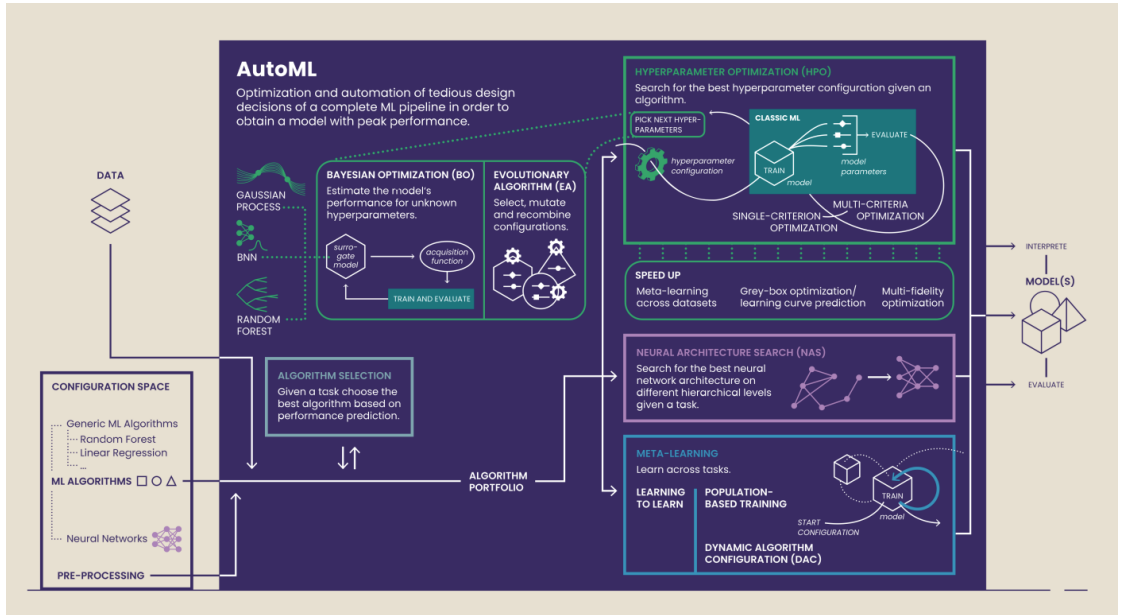 AutoML
Optimization and automation of tedious design
decisions of a complete ML pipeline in order to
obtain a model with peak performance.
DATA
GAUSSIAN
PROCESS
BNN
RANDOM
FOREST
BAYESIAN OPTIMIZATION (BO)
Estimate the model's
performance for unknown
hyperparameters.
surro-
gate
model
acquisition
function
TRAIN AND EVALUATE
EVOLUTIONARY
ALGORITHM (EA)
Select, mutate
and recombine
configurations.
HYPERPARAMETER OPTIMIZATION (HPO)
Search for the best hyperparameter configuration given an
algorithm.
PICK NEXT HYPER-
PARAMETERS
hyperparameter
configuration
CLASSIC ML
TRAIN
model
EVALUATE
model
parameters
MULTI-CRITERIA
OPTIMIZATION
SINGLE-CRITERION
OPTIMIZATION
SPEED UP
Meta-learning
across datasets
Grey-box optimization/
learning curve prediction
Multi-fidelity
optimization
INTERPRETE
MODEL(S)
EVALUATE
CONFIGURATION SPACE
Generic ML Algorithms
Random Forest
Linear Regression
...
ML ALGORITHMS
Neural Networks
PRE-PROCESSING
ALGORITHM SELECTION
Given a task choose the
best algorithm based on
performance prediction.
ALGORITHM
PORTFOLIO
NEURAL ARCHITECTURE SEARCH (NAS)
Search for the best neural
network architecture on
different hierarchical levels
given a task.
META-LEARNING
Learn across tasks.
LEARNING
TO LEARN
POPULATION-
BASED TRAINING
DYNAMIC ALGORITHM
CONFIGURATION (DAC)
TRAIN
model
START
CONFIGURATION